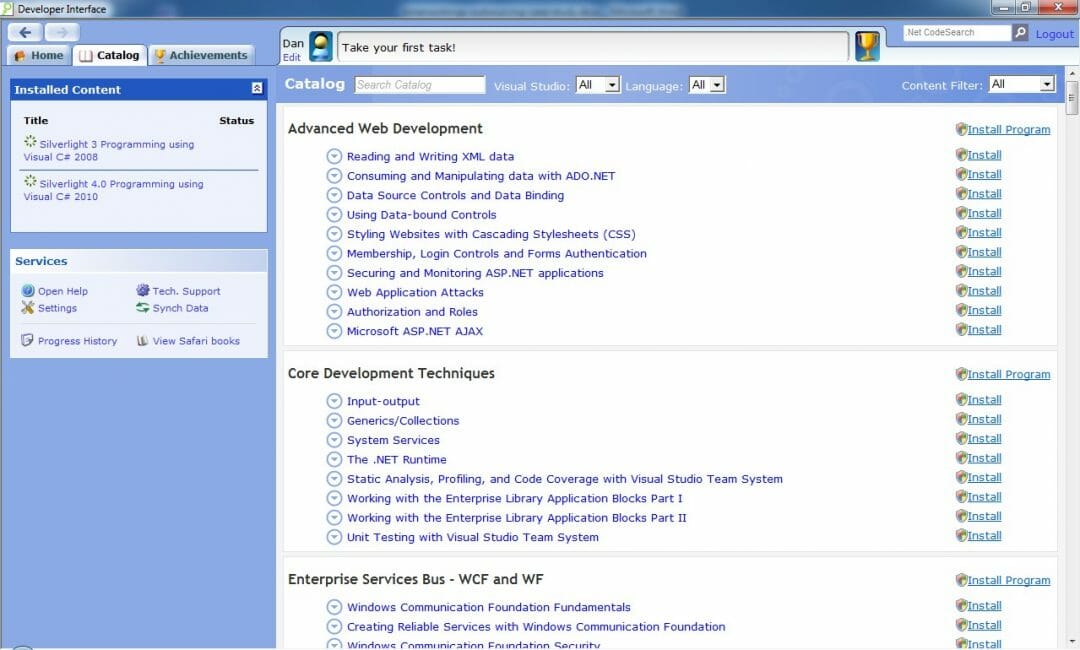 Developer Interface
Home
Catalog
Achievements
Dan
Edit
Take your first task!
.Net CodeSearch
Logout
Installed Content
Title Status
Silverlight 3 Programming using
Visual C# 2008
Silverlight 4.0 Programming using
Visual C# 2010
Services
Open Help
Tech. Support
Settings
Synch Data
Progress History
View Safari books
Catalog
Search Catalog
Visual Studio: All
Language: All
Content Filter: All
Advanced Web Development Install Program
Reading and Writing XML data Install
Consuming and Manipulating data with ADO.NET Install
Data Source Controls and Data Binding Install
Using Data-bound Controls Install
Styling Websites with Cascading Stylesheets (CSS) Install
Membership, Login Controls and Forms Authentication Install
Securing and Monitoring ASP.NET applications Install
Web Application Attacks Install
Authorization and Roles Install
Microsoft ASP.NET AJAX Install
Core Development Techniques Install Program
Input-output Install
Generics/Collections Install
System Services Install
The .NET Runtime Install
Static Analysis, Profiling, and Code Coverage with Visual Studio Team System Install
Working with the Enterprise Library Application Blocks Part I Install
Working with the Enterprise Library Application Blocks Part II Install
Unit Testing with Visual Studio Team System Install
Enterprise Services Bus - WCF and WF Install Program
Windows Communication Foundation Fundamentals Install
Creating Reliable Services with Windows Communication Foundation Install
Windows Communication Foundation Security Install